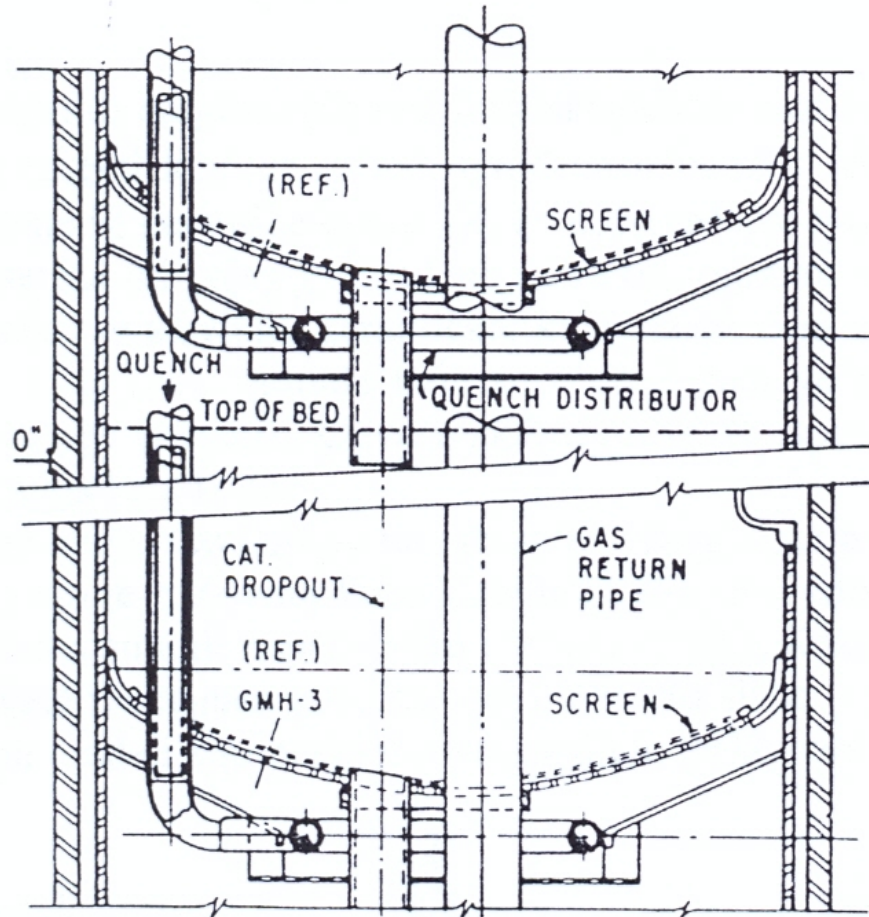 (REF.)
SCREEN
QUENCH
QUENCH DISTRIBUTOR
TOP OF BED
0"
CAT.
DROPOUT
GAS
RETURN
PIPE
(REF.)
GMH-3
SCREEN